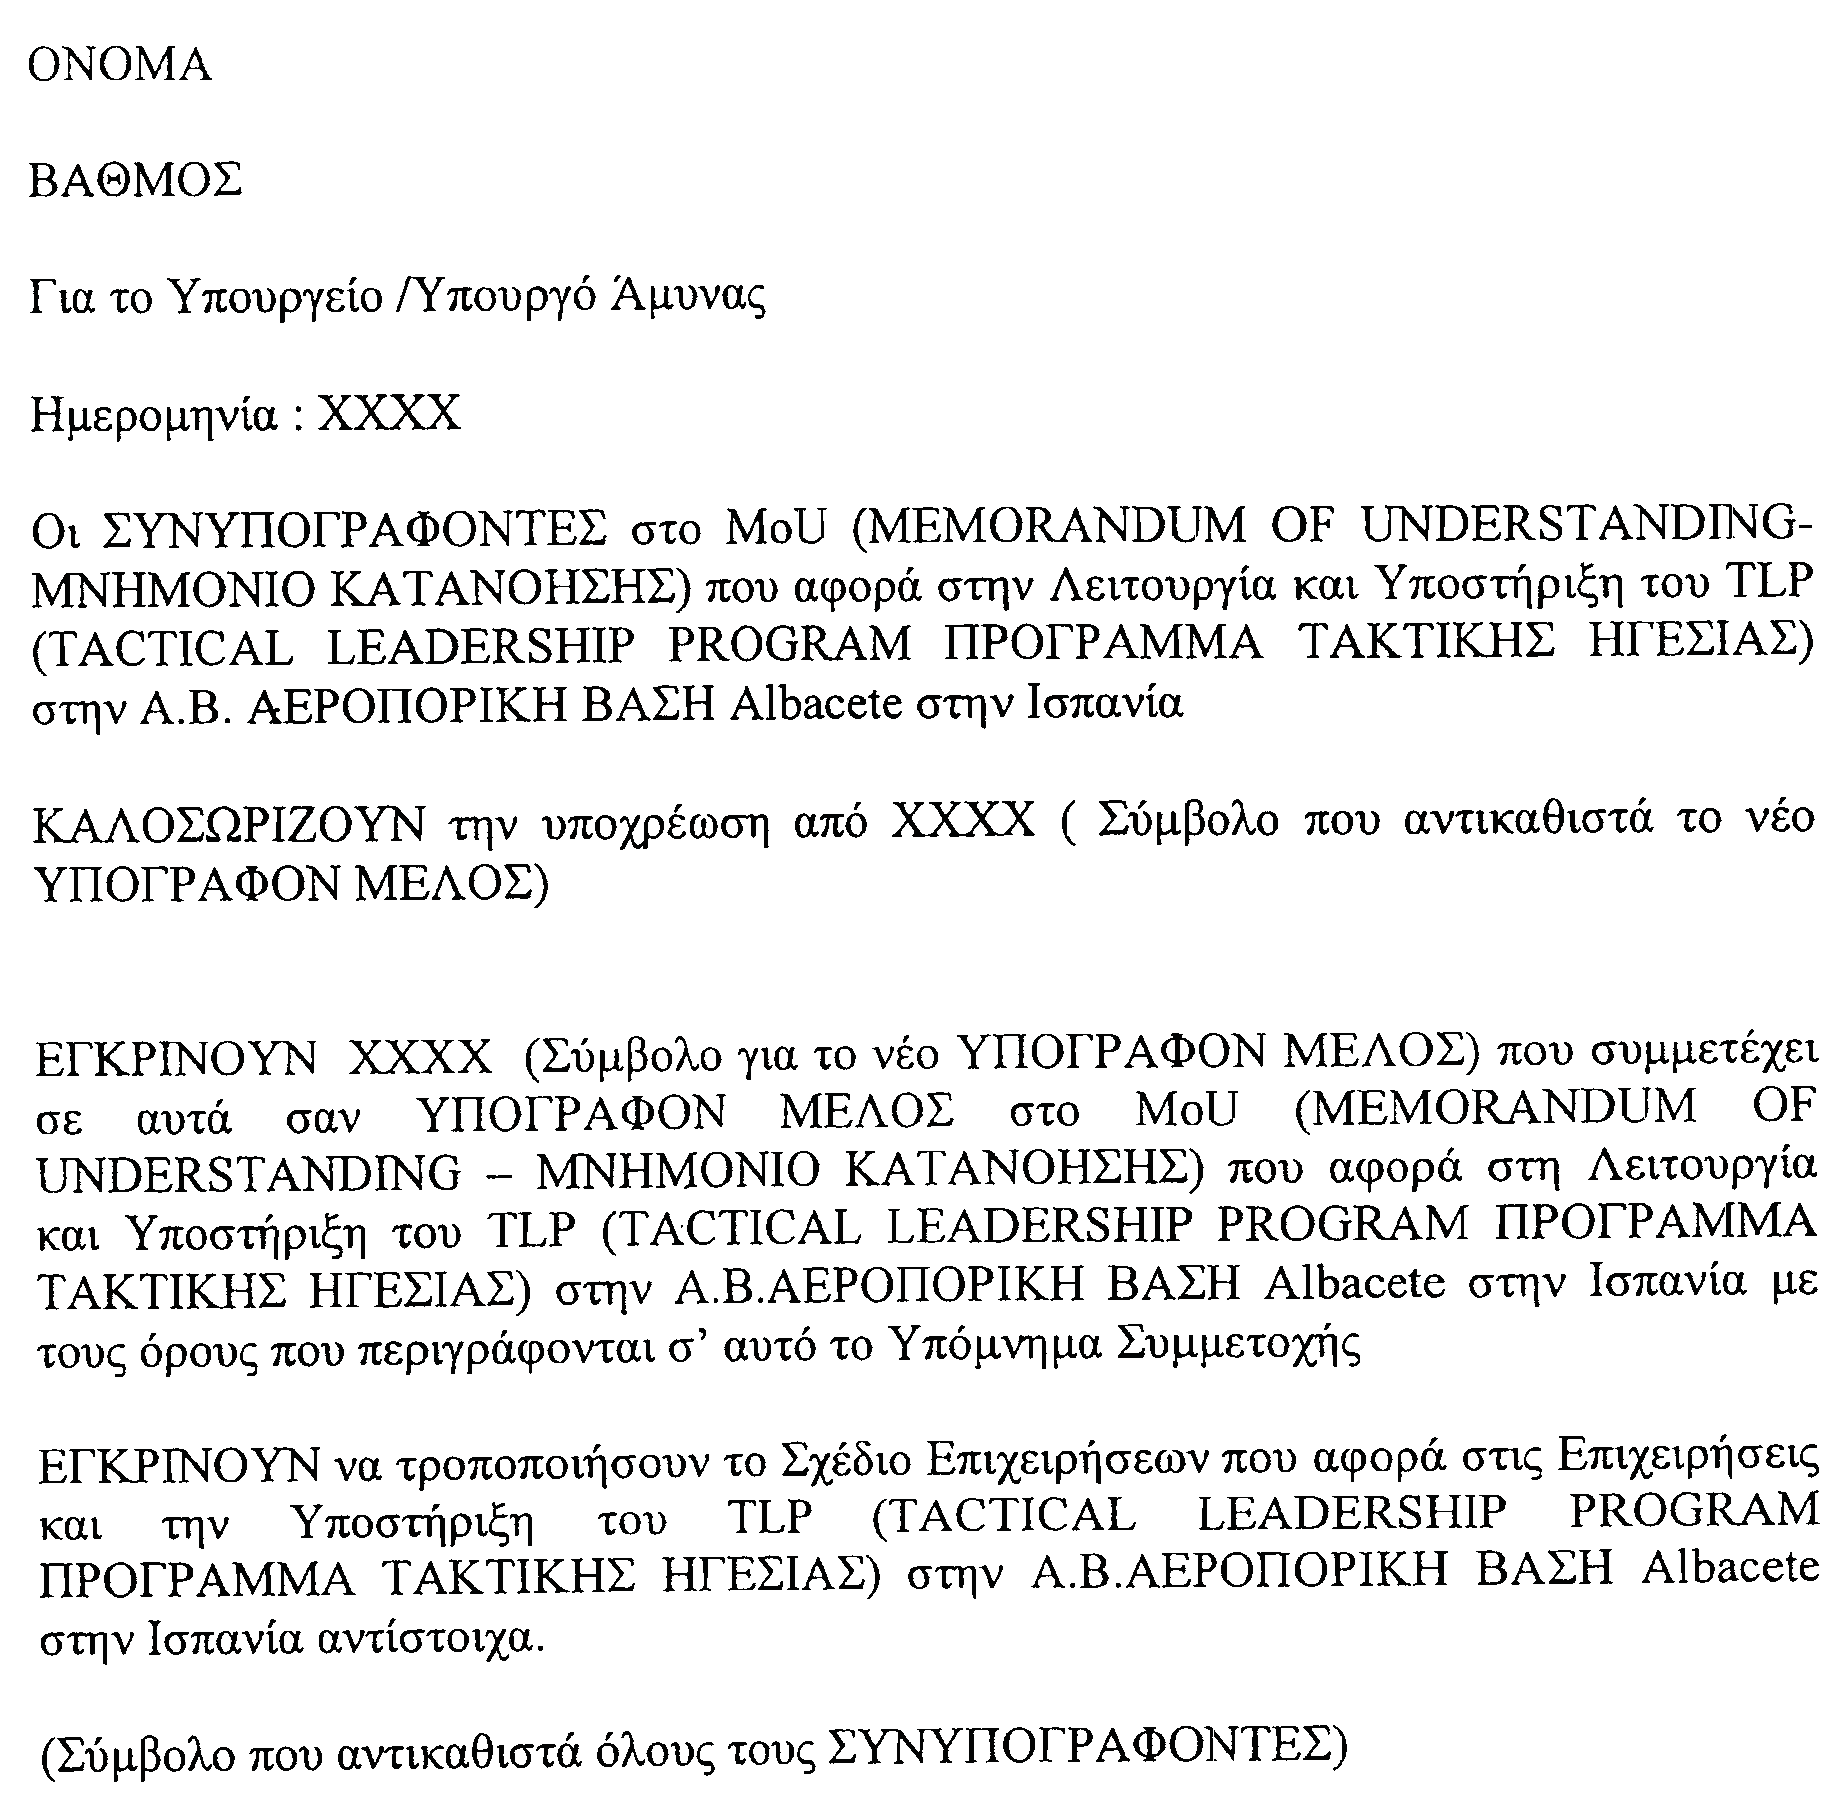 ΟΝΟΜΑ
ΒΑΘΜΟΣ
Για το Υπουργείο /Υπουργό Άμυνας
Ημερομηνία : ΧΧΧΧ
Οι ΣΥΝΥΠΟΓΡΑΦΟΝΤΕΣ στο MoU (MEMORANDUM OF UNDERSTANDING-
ΜΝΗΜΟΝΙΟ ΚΑΤΑΝΟΗΣΗΣ) που αφορά στην Λειτουργία και Υποστήριξη του TLP
(TACTICAL LEADERSHIP PROGRAM ΠΡΟΓΡΑΜΜΑ ΤΑΚΤΙΚΗΣ ΗΓΕΣΙΑΣ)
στην Α.Β. ΑΕΡΟΠΟΡΙΚΗ ΒΑΣΗ Albacete στην Ισπανία
ΚΑΛΟΣΩΡΙΖΟΥΝ την υποχρέωση από ΧΧΧΧ ( Σύμβολο που αντικαθιστά το νέο
ΥΠΟΓΡΑΦΟΝ ΜΕΛΟΣ)
ΕΓΚΡΙΝΟΥΝ ΧΧΧΧ (Σύμβολο για το νέο ΥΠΟΓΡΑΦΟΝ ΜΕΛΟΣ) που συμμετέχει
σε αυτά σαν ΥΠΟΓΡΑΦΟΝ ΜΕΛΟΣ στο MoU (MEMORANDUM OF
UNDERSTANDING – ΜΝΗΜΟΝΙΟ ΚΑΤΑΝΟΗΣΗΣ) που αφορά στη Λειτουργία
και Υποστήριξη του TLP (TACTICAL LEADERSHIP PROGRAM ΠΡΟΓΡΑΜΜΑ
ΤΑΚΤΙΚΗΣ ΗΓΕΣΙΑΣ) στην Α.Β.ΑΕΡΟΠΟΡΙΚΗ ΒΑΣΗ Albacete στην Ισπανία με
τους όρους που περιγράφονται σ’ αυτό το Υπόμνημα Συμμετοχής
ΕΓΚΡΙΝΟΥΝ να τροποποιήσουν το Σχέδιο Επιχειρήσεων που αφορά στις Επιχειρήσεις
και την Υποστήριξη του TLP (TACTICAL LEADERSHIP PROGRAM
ΠΡΟΓΡΑΜΜΑ ΤΑΚΤΙΚΗΣ ΗΓΕΣΙΑΣ) στην Α.Β.ΑΕΡΟΠΟΡΙΚΗ ΒΑΣΗ Albacete
στην Ισπανία αντίστοιχα.
(Σύμβολο που αντικαθιστά όλους τους ΣΥΝΥΠΟΓΡΑΦΟΝΤΕΣ)